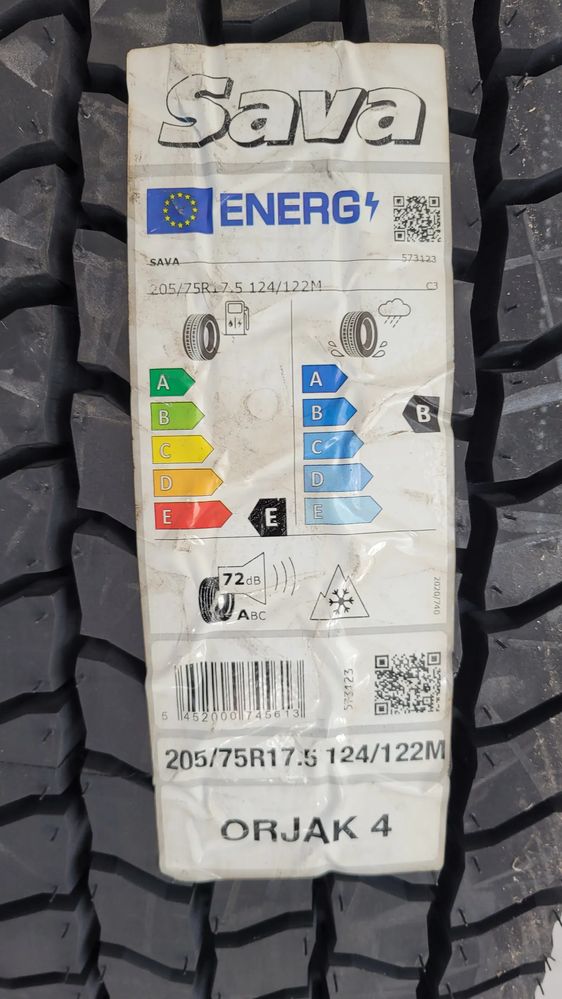 Sava
ENERG
SAVA 573123
205/75R17.5 124/122M C3
A
B
C
D
E
E
A
B
C
D
E
B
72dB
ABC
2020/740
5 452000 745613
573123
205/75R17.5 124/122M
ORJAK 4